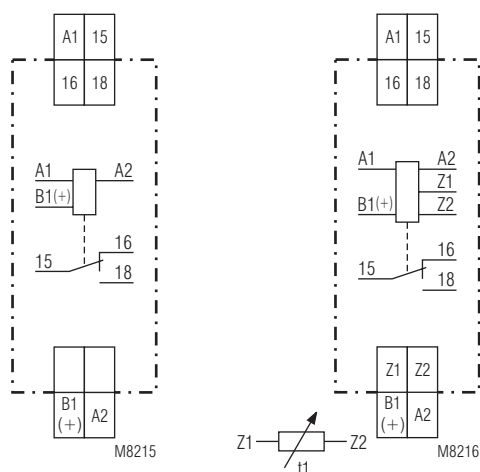 A1 15
16 18
A1 A2
B1(+)
15 16
18
B1 (+) A2
M8215
A1 15
16 18
A1 A2
Z1
B1(+) Z2
15 16
18
Z1 Z2
B1 (+) A2
M8216
Z1 Z2
t1